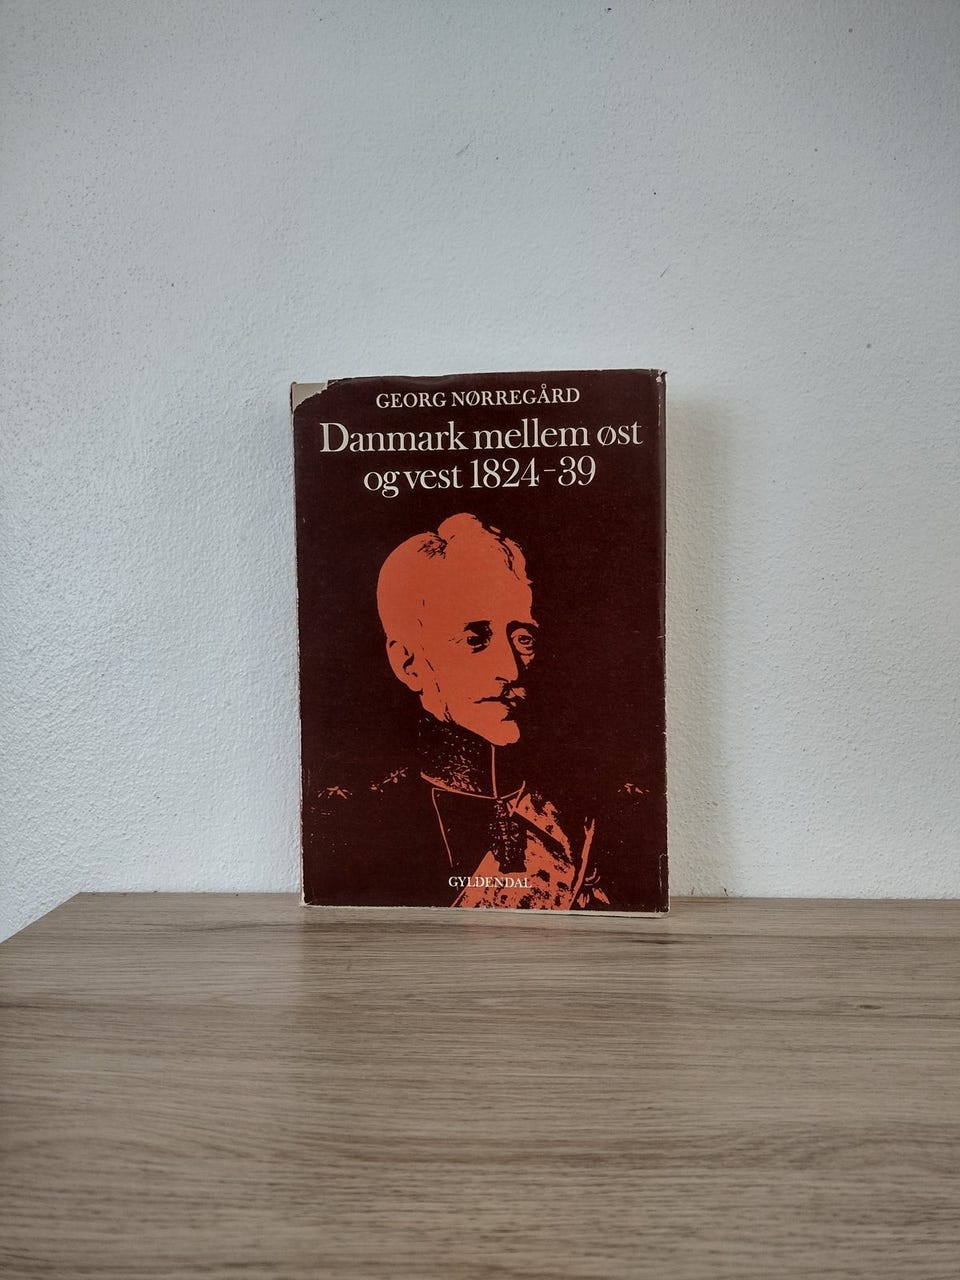 GEORG NØRREGÅRD
Danmark mellem øst
og vest 1824-39
GYLDENDAL